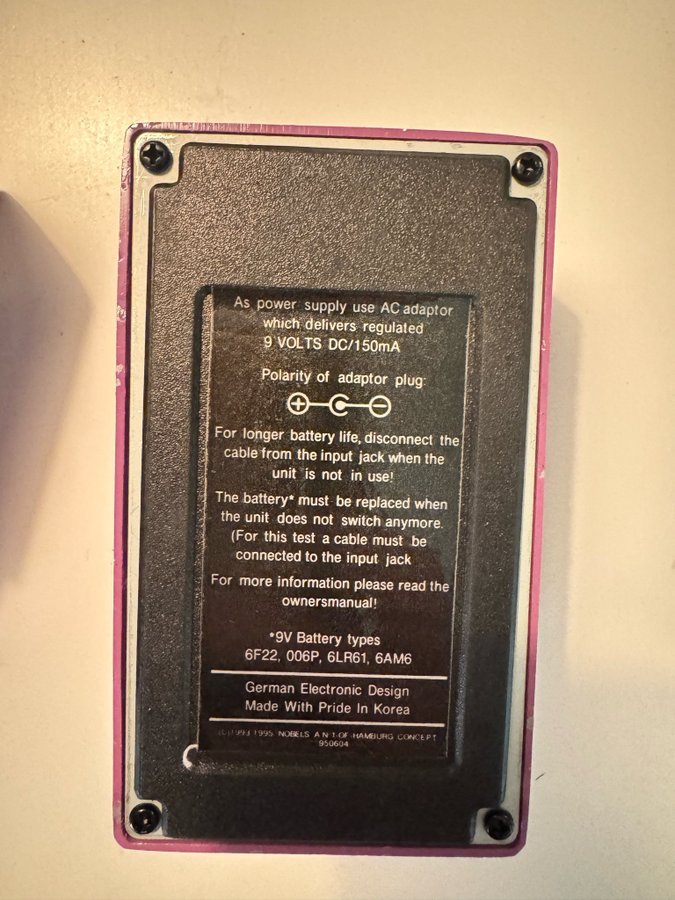 As power supply use AC adaptor
which delivers regulated
9 VOLTS DC/150mA
Polarity of adaptor plug:
For longer battery life, disconnect the
cable from the input jack when the
unit is not in use!
The battery* must be replaced when
the unit does not switch anymore.
(For this test a cable must be
connected to the input jack
For more information please read the
ownersmanual!
*9V Battery types
6F22, 006P, 6LR61, 6AM6
German Electronic Design
Made With Pride In Korea
(C)1993 1995 NOBELS A N T OF HAMBURG CONCEPT
950604